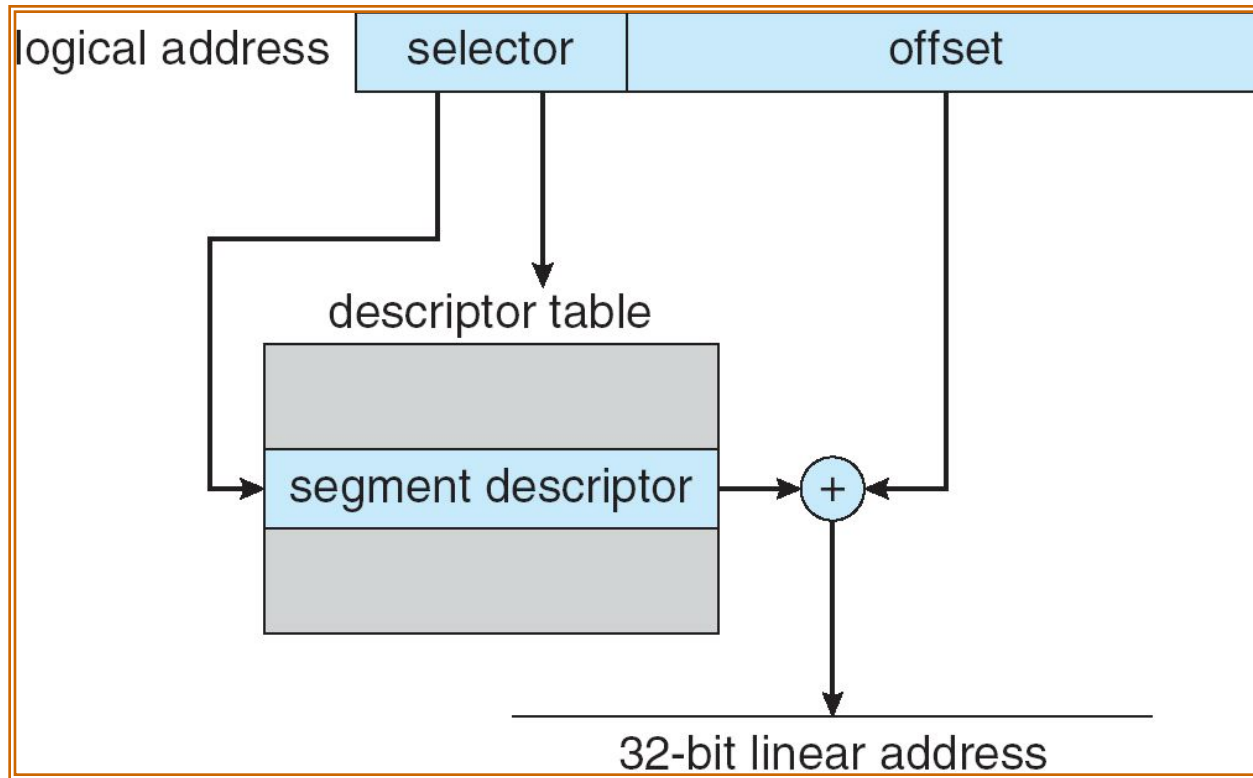 logical address selector offset
descriptor table
segment descriptor +
32-bit linear address